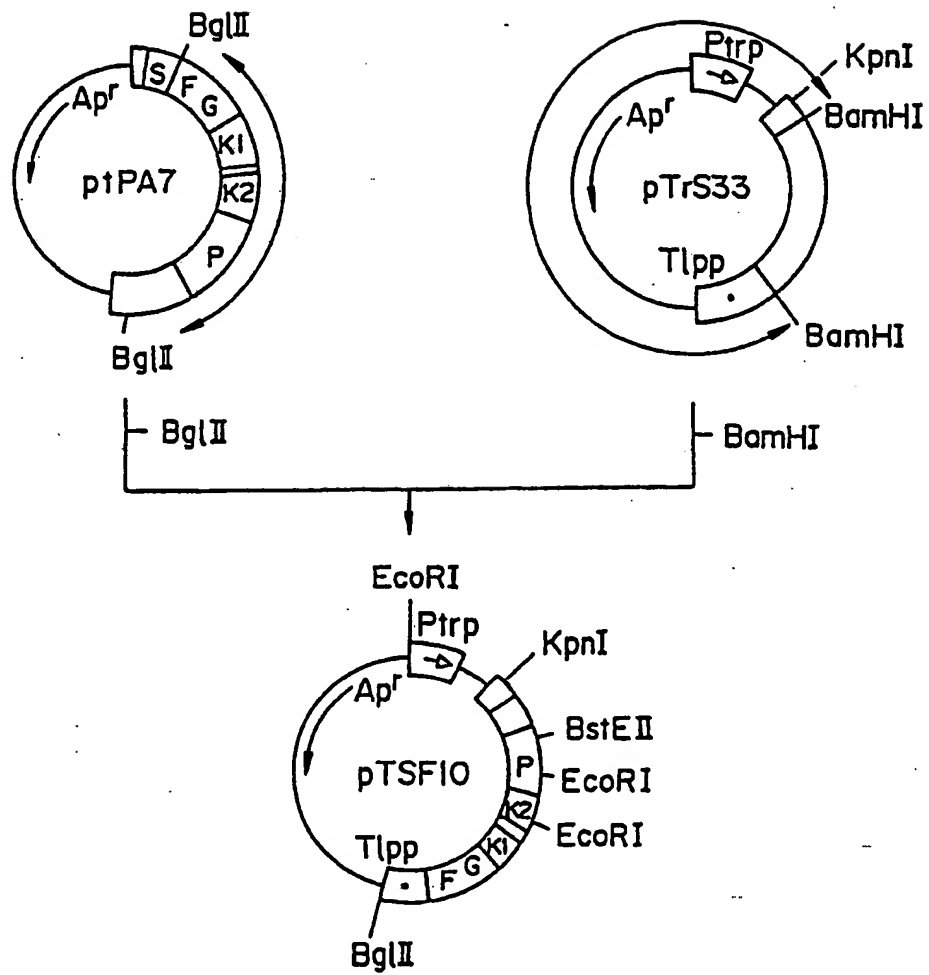 BglⅡ
S
F
G
K1
K2
P
Apʳ
ptPA7
BglⅡ
Ptrp
KpnI
BamHI
Apʳ
pTrS33
Tlpp
BamHI
BglⅡ
BamHI
EcoRI
Ptrp
KpnI
Apʳ
BstEⅡ
pTSF10
P
EcoRI
K2
EcoRI
K1
Tlpp
F
G
BglⅡ